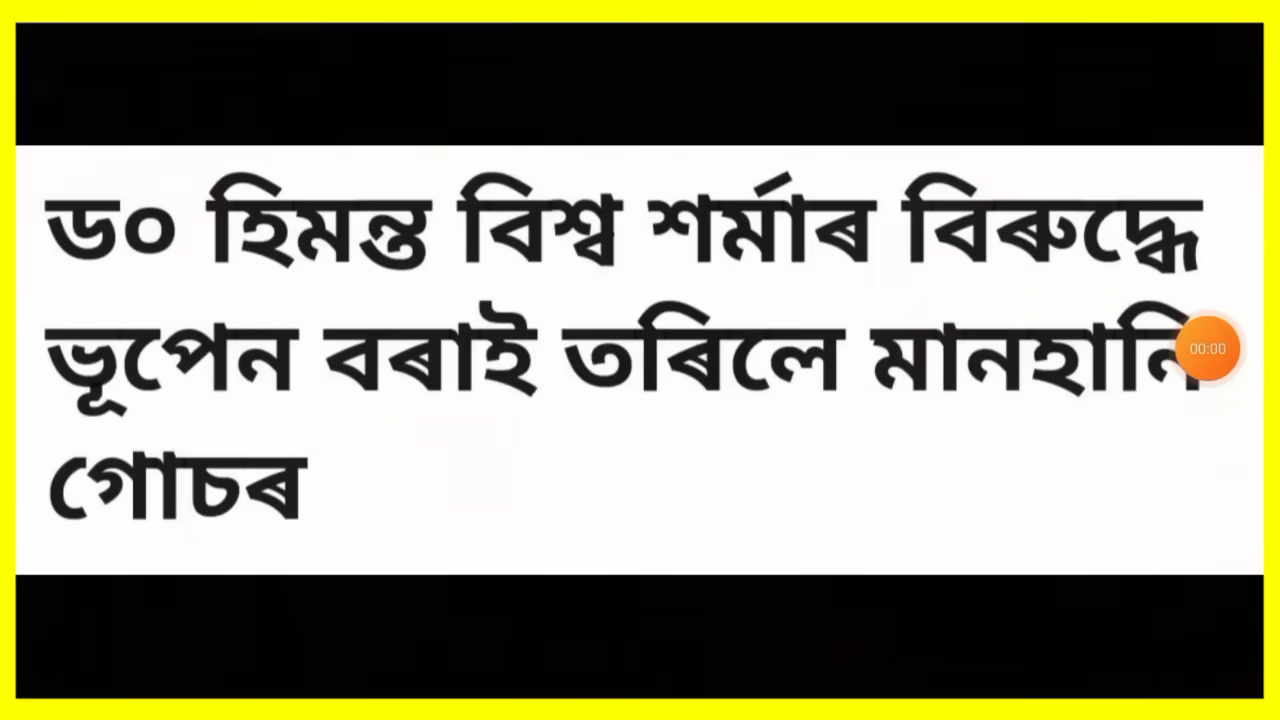 ড০ হিমন্ত বিশ্ব শৰ্মাৰ বিৰুদ্ধে
ভূপেন বৰাই তৰিলে মানহানি
গোচৰ
00:00